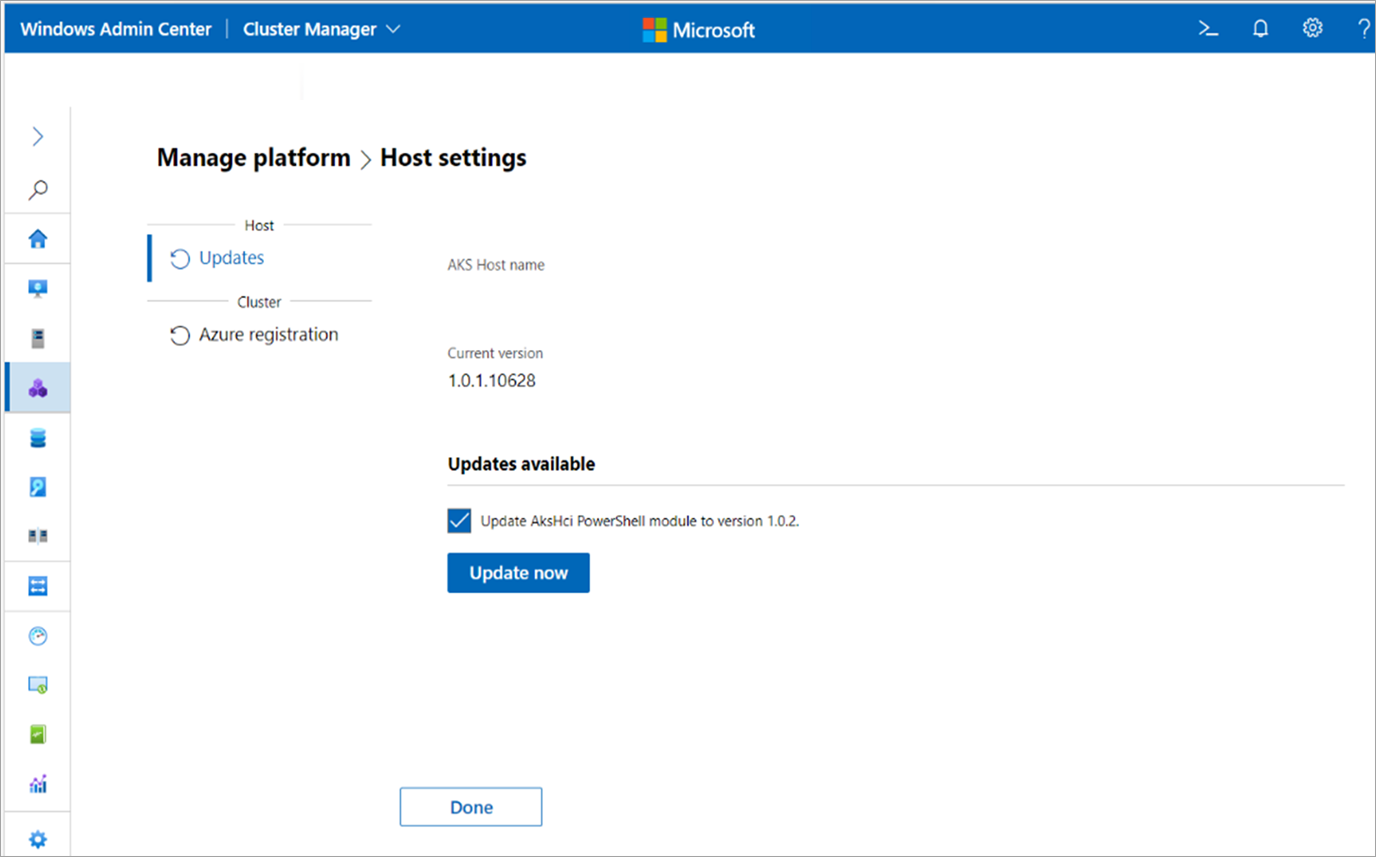 Windows Admin Center | Cluster Manager
Microsoft
?
Manage platform > Host settings
Host
Updates
Cluster
Azure registration
AKS Host name
Current version
1.0.1.10628
Updates available
Update AksHci PowerShell module to version 1.0.2.
Update now
Done